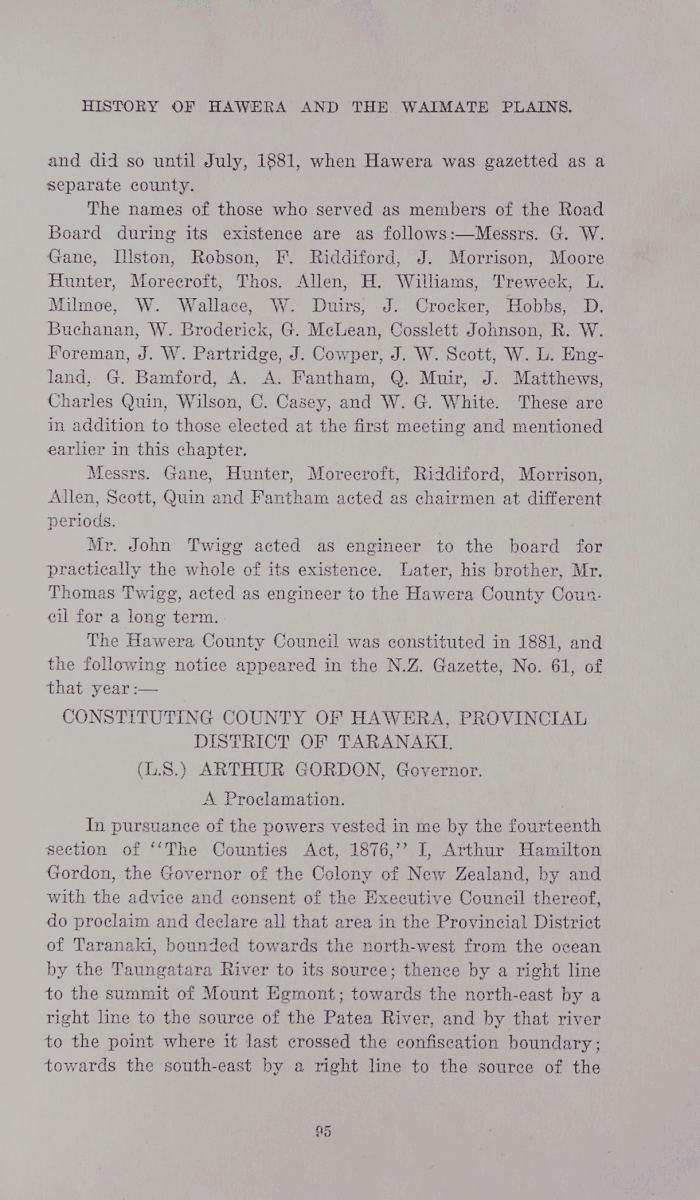 HISTORY OF HAWERA AND THE WAIMATE PLAINS.
and did so until July, 1881, when Hawera was gazetted as a
separate county.
The names of those who served as members of the Road
Board during its existence are as follows:—Messrs. G. W.
Gane, Illston, Robson, F. Riddiford, J. Morrison, Moore
Hunter, Morecroft, Thos. Allen, H. Williams, Treweek, L.
Milmoe, W. Wallace, W. Duirs, J. Crocker, Hobbs, D.
Buchanan, W. Broderick, G. McLean, Cosslett Johnson, R. W.
Foreman, J. W. Partridge, J. Cowper, J. W. Scott, W. L. Eng-
land, G. Bamford, A. A. Fantham, Q. Muir, J. Matthews,
Charles Quin, Wilson, C. Casey, and W. G. White. These are
in addition to those elected at the first meeting and mentioned
earlier in this chapter.
Messrs. Gane, Hunter, Morecroft, Riddiford, Morrison,
Allen, Scott, Quin and Fantham acted as chairmen at different
periods.
Mr. John Twigg acted as engineer to the board for
practically the whole of its existence. Later, his brother, Mr.
Thomas Twigg, acted as engineer to the Hawera County Coun-
cil for a long term.
The Hawera County Council was constituted in 1881, and
the following notice appeared in the N.Z. Gazette, No. 61, of
that year:—
CONSTITUTING COUNTY OF HAWERA, PROVINCIAL
DISTRICT OF TARANAKI.
(L.S.) ARTHUR GORDON, Governor.
A Proclamation.
In pursuance of the powers vested in me by the fourteenth
section of ‘‘The Counties Act, 1876,’’ I, Arthur Hamilton
Gordon, the Governor of the Colony of New Zealand, by and
with the advice and consent of the Executive Council thereof,
do proclaim and declare all that area in the Provincial District
of Taranaki, bounded towards the north-west from the ocean
by the Taungatara River to its source; thence by a right line
to the summit of Mount Egmont; towards the north-east by a
right line to the source of the Patea River, and by that river
to the point where it last crossed the confiscation boundary;
towards the south-east by a right line to the source of the
95